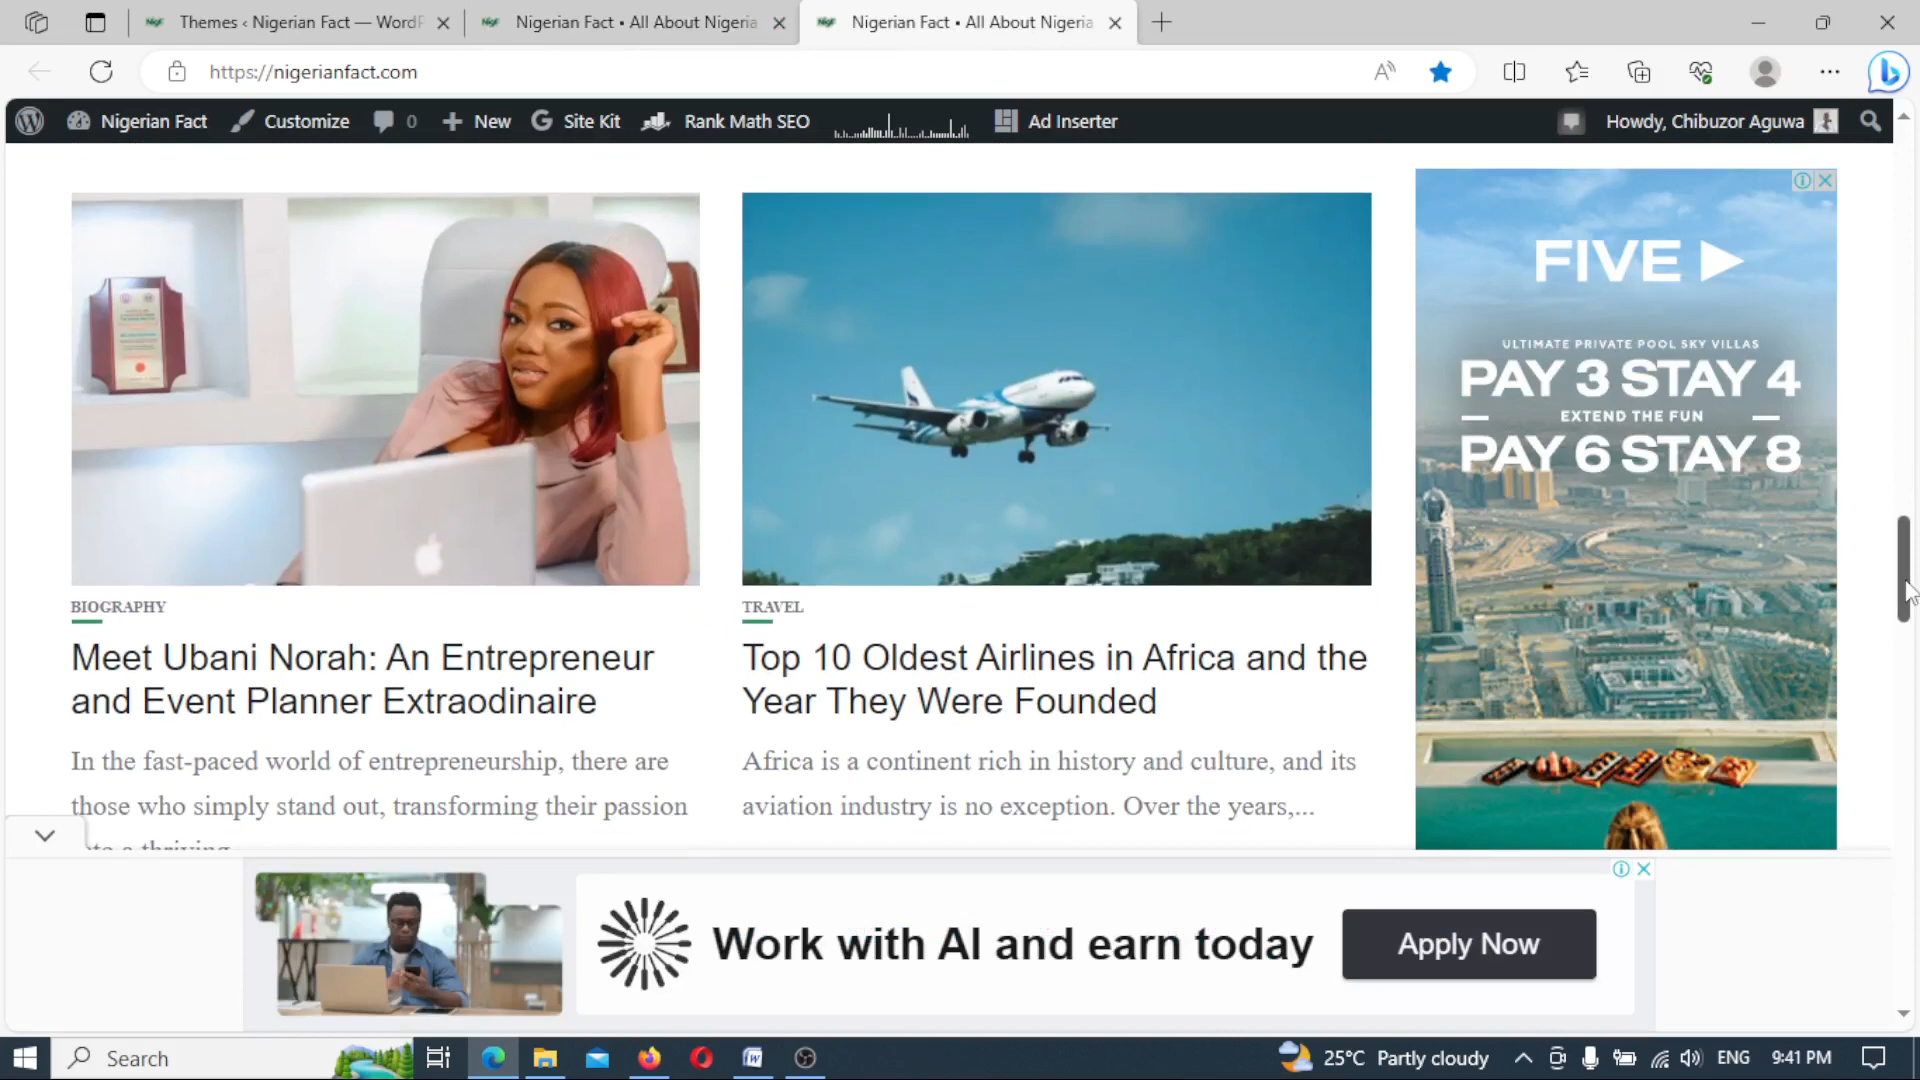 Themes ‹ Nigerian Fact — WordP
Nigerian Fact • All About Nigeria
Nigerian Fact • All About Nigeria
https://nigerianfact.com
Nigerian Fact
Customize
0
New
Site Kit
Rank Math SEO
Ad Inserter
Howdy, Chibuzor Aguwa
BIOGRAPHY
Meet Ubani Norah: An Entrepreneur
and Event Planner Extraodinaire
In the fast-paced world of entrepreneurship, there are
those who simply stand out, transforming their passion
TRAVEL
Top 10 Oldest Airlines in Africa and the
Year They Were Founded
Africa is a continent rich in history and culture, and its
aviation industry is no exception. Over the years,...
FIVE
ULTIMATE PRIVATE POOL SKY VILLAS
PAY 3 STAY 4
EXTEND THE FUN
PAY 6 STAY 8
Work with AI and earn today
Apply Now
Search
25°C Partly cloudy
ENG
9:41 PM